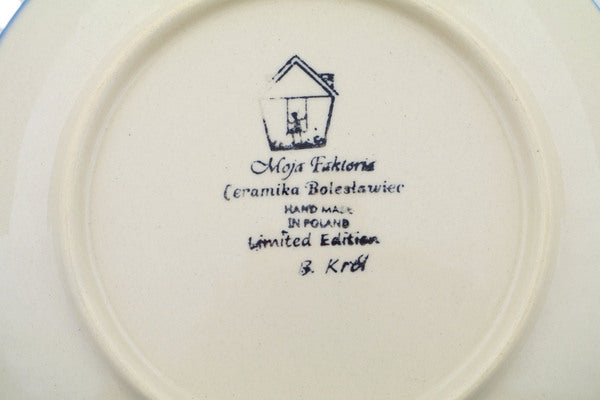 Moja Faktoria
Ceramika Bolesławiec
HAND MADE
IN POLAND
Limited Edition
B. Król